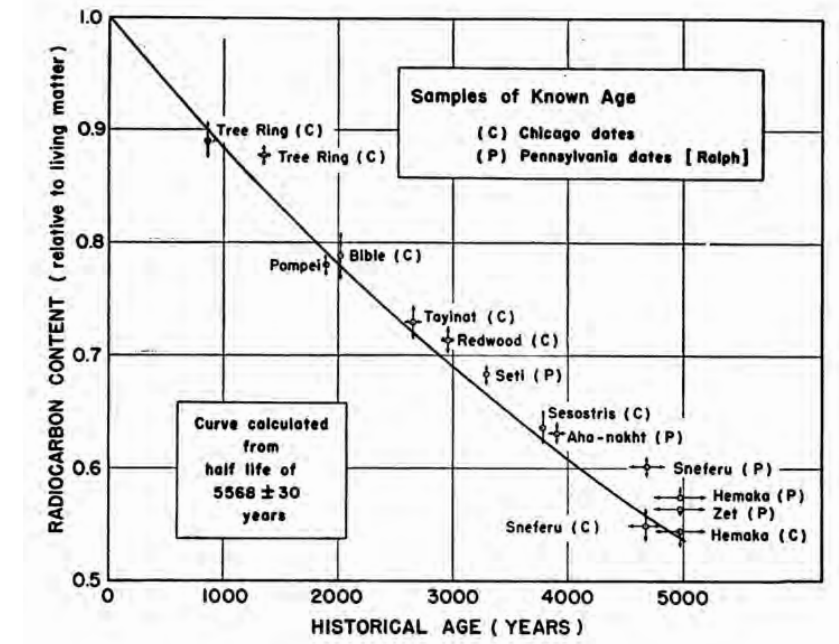 1.0
0.9
0.8
0.7
0.6
0.5
RADIOCARBON CONTENT ( relative to living matter)
Samples of Known Age
(C) Chicago dates
(P) Pennsylvania dates [Ralph]
Tree Ring (C)
Tree Ring (C)
Bible (C)
Pompei
Tayinat (C)
Redwood (C)
Seti (P)
Sesostris (C)
Aha-nakht (P)
Sneferu (P)
Hemaka (P)
Zet (P)
Sneferu (C)
Hemaka (C)
Curve calculated
from
half life of
5568 ± 30
years
0 1000 2000 3000 4000 5000
HISTORICAL AGE ( YEARS )